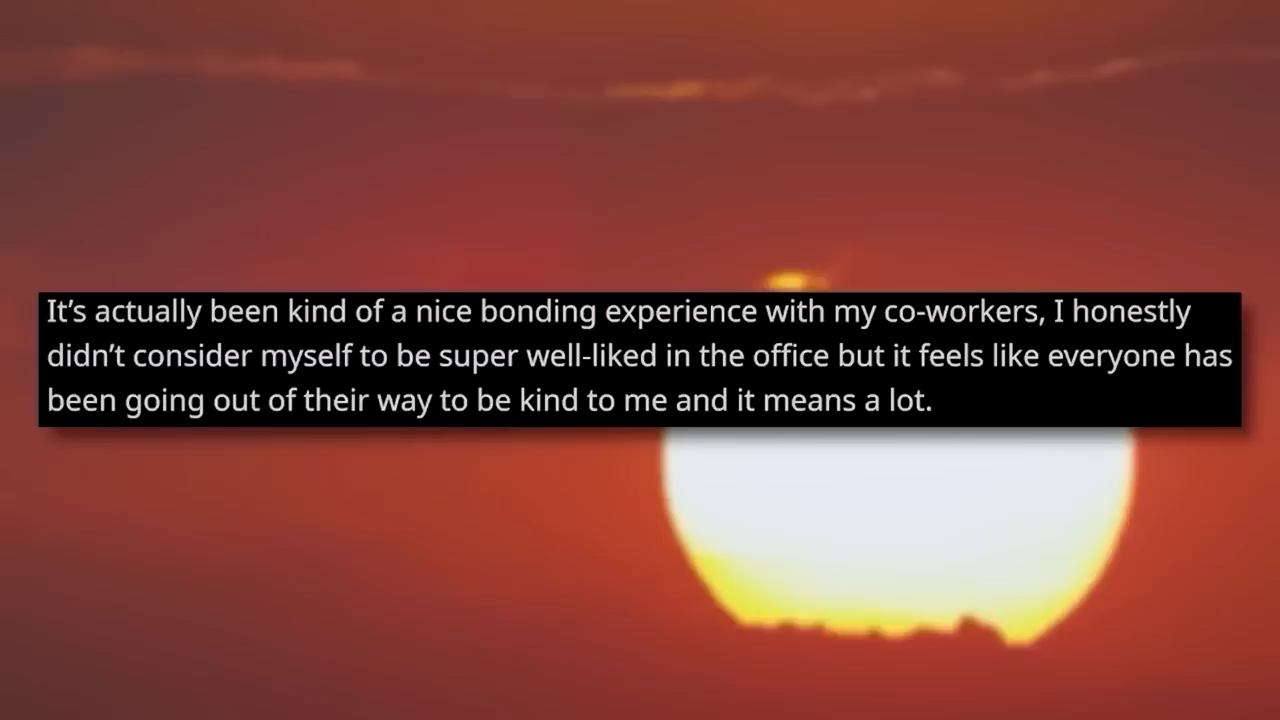 It’s actually been kind of a nice bonding experience with my co-workers, I honestly
didn’t consider myself to be super well-liked in the office but it feels like everyone has
been going out of their way to be kind to me and it means a lot.